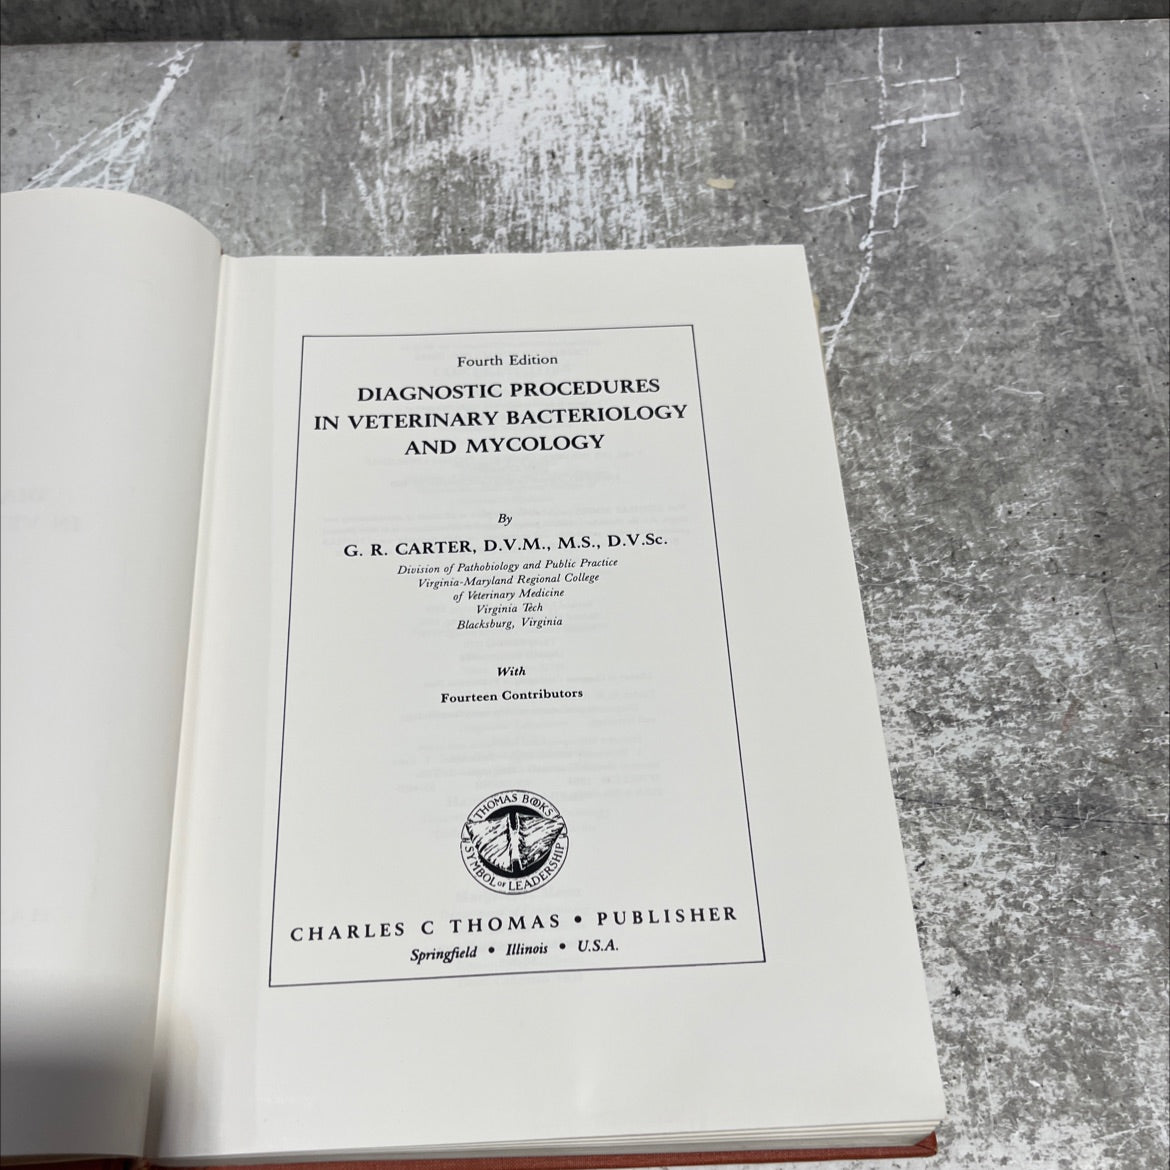 Fourth Edition
DIAGNOSTIC PROCEDURES
IN VETERINARY BACTERIOLOGY
AND MYCOLOGY
By
G. R. CARTER, D.V.M., M.S., D.V.Sc.
Division of Pathobiology and Public Practice
Virginia-Maryland Regional College
of Veterinary Medicine
Virginia Tech
Blacksburg, Virginia
With
Fourteen Contributors
THOMAS BOOKS
SYMBOL OF LEADERSHIP
CHARLES C THOMAS • PUBLISHER
Springfield • Illinois • U.S.A.